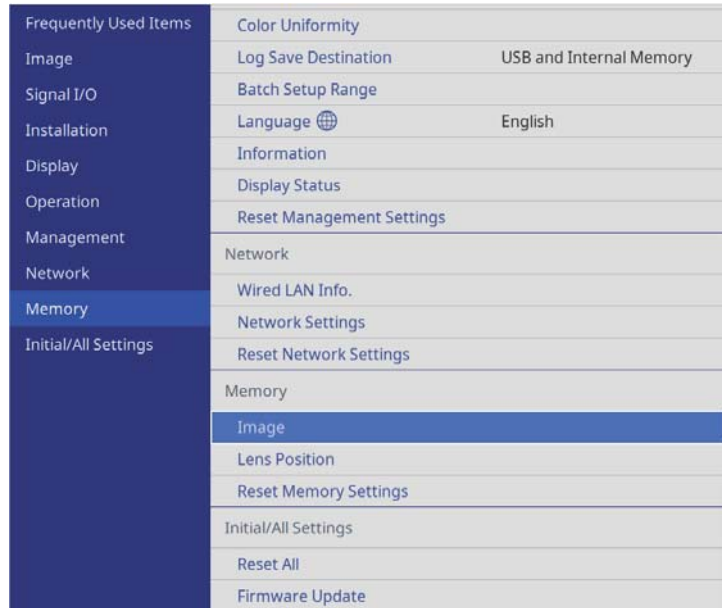 Frequently Used Items
Image
Signal I/O
Installation
Display
Operation
Management
Network
Memory
Initial/All Settings
Color Uniformity
Log Save Destination USB and Internal Memory
Batch Setup Range
Language English
Information
Display Status
Reset Management Settings
Network
Wired LAN Info.
Network Settings
Reset Network Settings
Memory
Image
Lens Position
Reset Memory Settings
Initial/All Settings
Reset All
Firmware Update